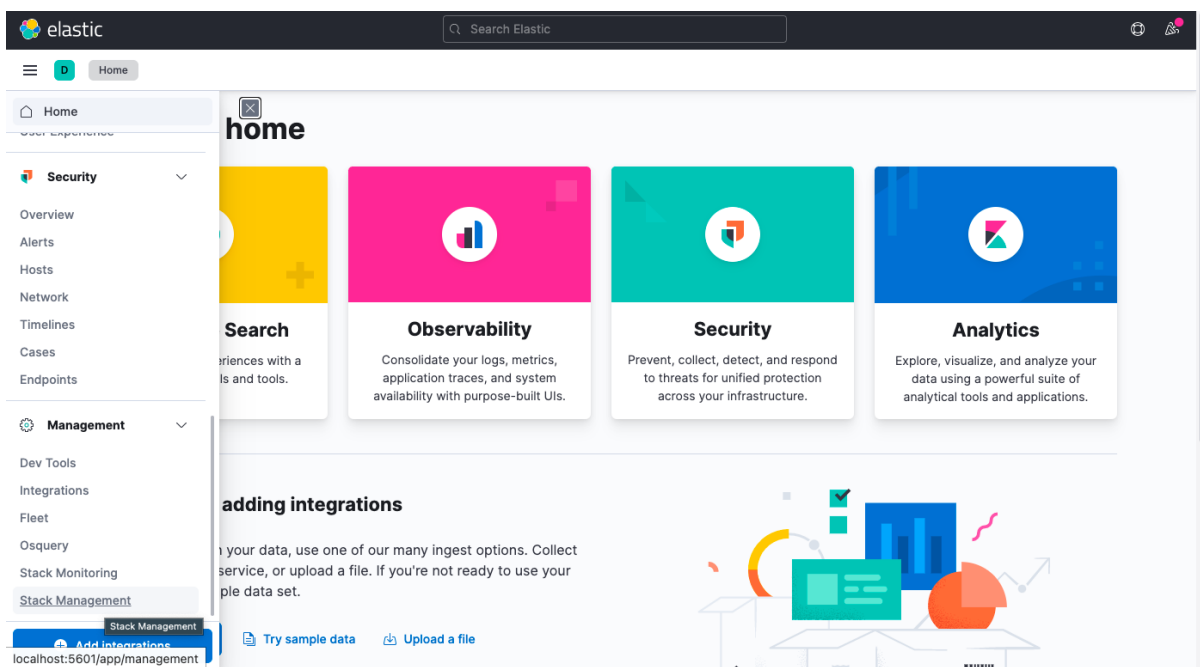 elastic
Search Elastic
D
Home
Home
User Experience
Security
Overview
Alerts
Hosts
Network
Timelines
Cases
Endpoints
Management
Dev Tools
Integrations
Fleet
Osquery
Stack Monitoring
Stack Management
Stack Management
Add integrations
localhost:5601/app/management
home
Search
eriences with a
ls and tools.
Observability
Consolidate your logs, metrics,
application traces, and system
availability with purpose-built UIs.
Security
Prevent, collect, detect, and respond
to threats for unified protection
across your infrastructure.
Analytics
Explore, visualize, and analyze your
data using a powerful suite of
analytical tools and applications.
adding integrations
your data, use one of our many ingest options. Collect
service, or upload a file. If you're not ready to use your
ple data set.
Try sample data
Upload a file